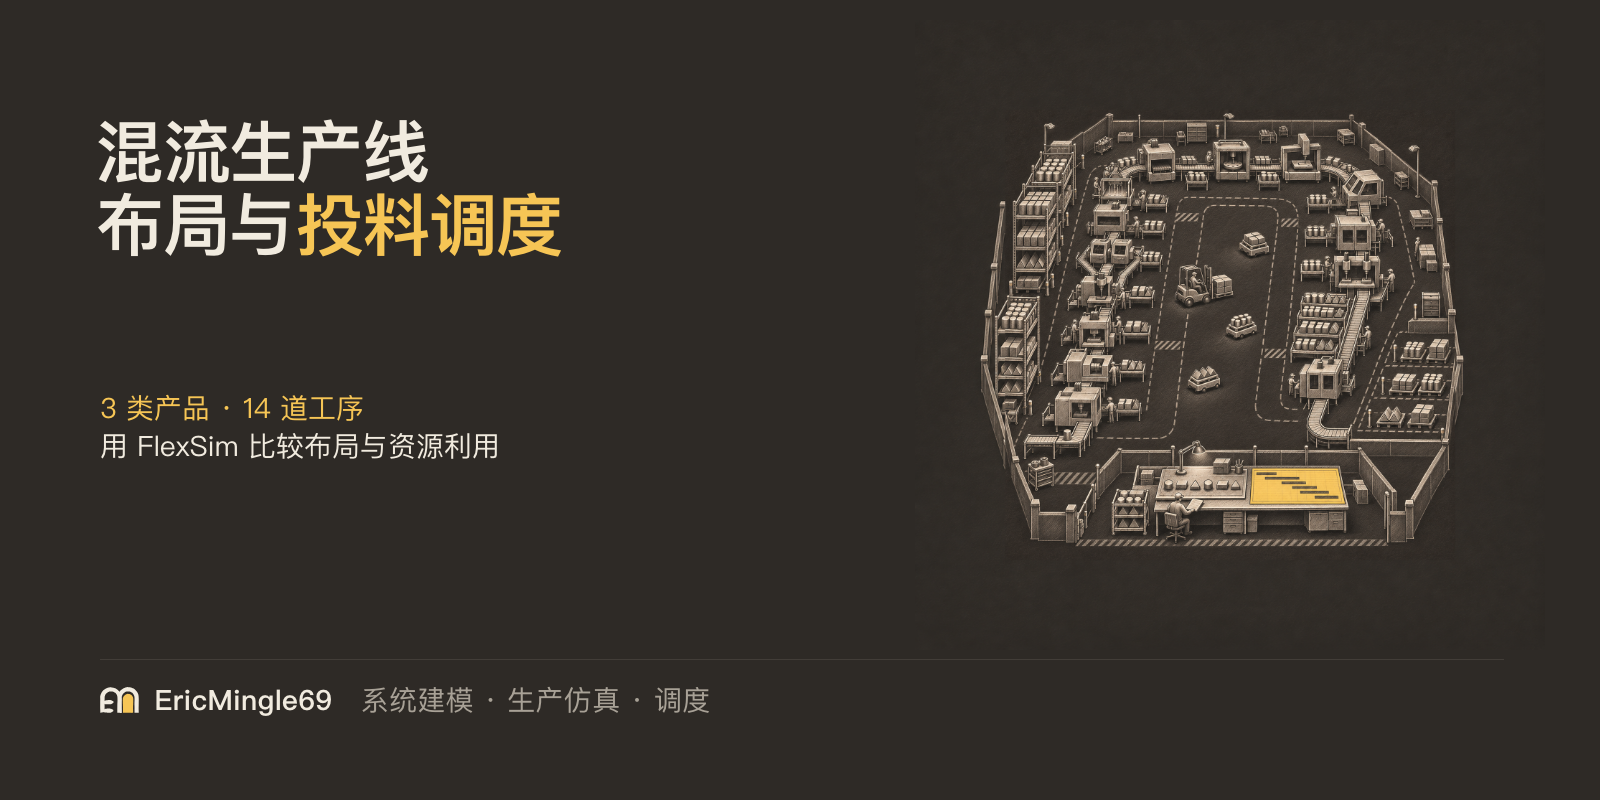 混流生产线
布局与投料调度
3 类产品 · 14 道工序
用 FlexSim 比较布局与资源利用
EricMingle69 系统建模 · 生产仿真 · 调度